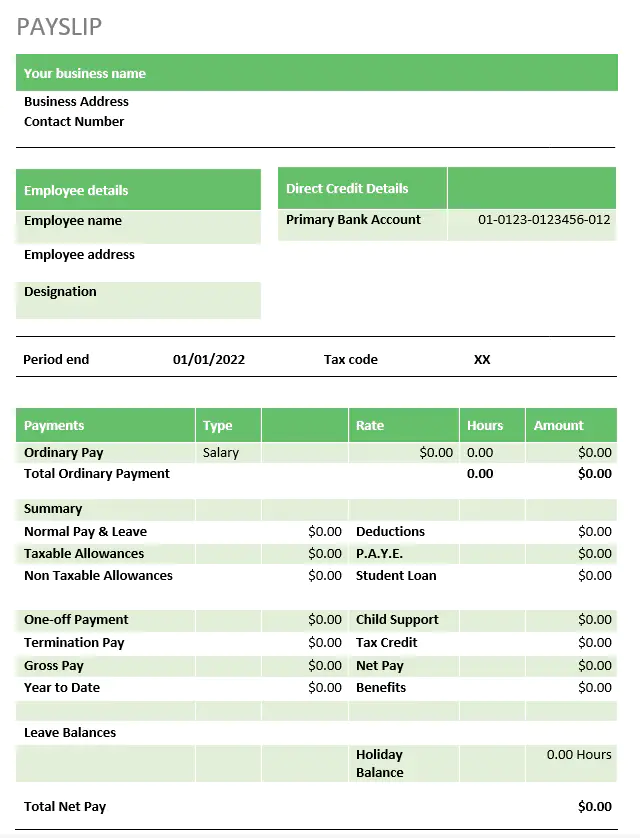 PAYSLIP
Your business name
Business Address
Contact Number
Employee details
Direct Credit Details
Employee name
Primary Bank Account 01-0123-0123456-012
Employee address
Designation
Period end 01/01/2022 Tax code XX
Payments Type Rate Hours Amount
Ordinary Pay Salary $0.00 0.00 $0.00
Total Ordinary Payment 0.00 $0.00
Summary
Normal Pay & Leave $0.00 Deductions $0.00
Taxable Allowances $0.00 P.A.Y.E. $0.00
Non Taxable Allowances $0.00 Student Loan $0.00
One-off Payment $0.00 Child Support $0.00
Termination Pay $0.00 Tax Credit $0.00
Gross Pay $0.00 Net Pay $0.00
Year to Date $0.00 Benefits $0.00
Leave Balances
Holiday
Balance
0.00 Hours
Total Net Pay $0.00